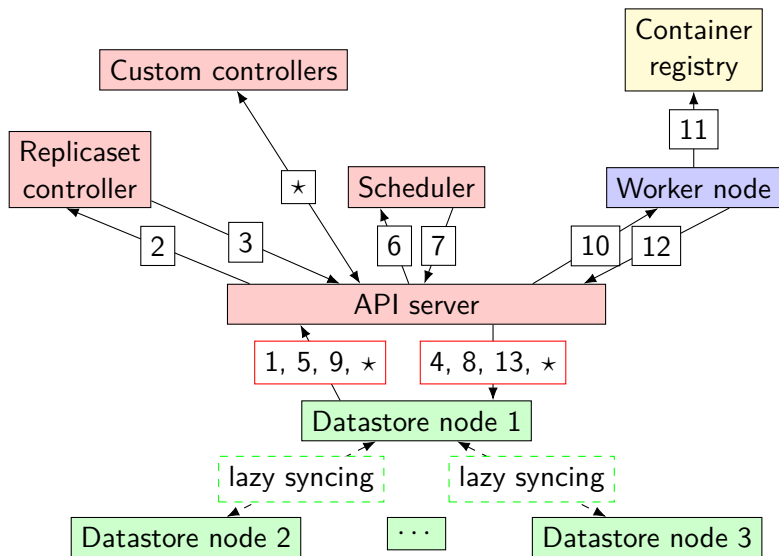 Container
registry
Custom controllers
11
Replicaset
controller
⋆
Scheduler
Worker node
2
3
6
7
10
12
API server
1, 5, 9, ⋆
4, 8, 13, ⋆
Datastore node 1
lazy syncing
lazy syncing
Datastore node 2
···
Datastore node 3